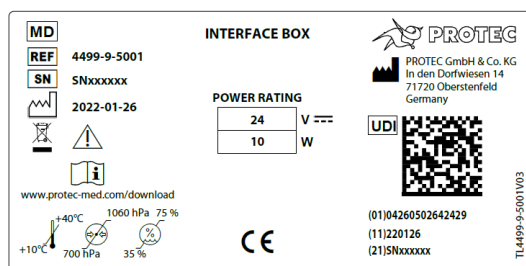 MD
INTERFACE BOX
PROTEC
REF 4499-9-5001
SN SNxxxxxx
2022-01-26
PROTEC GmbH & Co. KG
In den Dorfwiesen 14
71720 Oberstenfeld
Germany
POWER RATING
24 V
10 W
UDI
i
www.protec-med.com/download
+10°C +40°C
700 hPa 1060 hPa
35 % 75 %
%
CE
(01)04260502642429
(11)220126
(21)SNxxxxxx
TL4499-9-5001V03